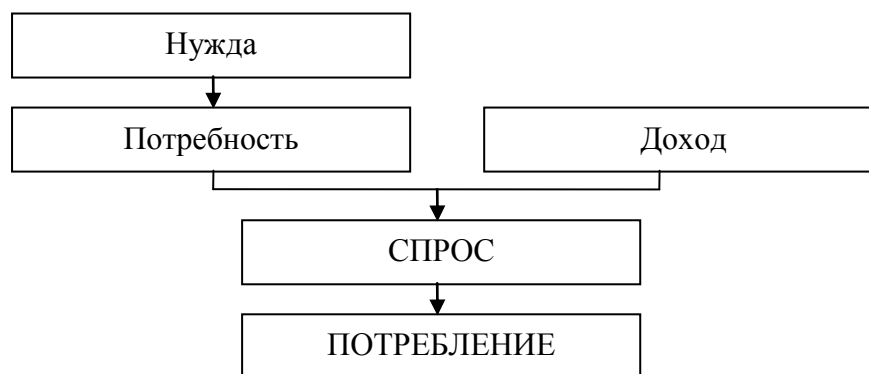 Нужда
Потребность
Доход
СПРОС
ПОТРЕБЛЕНИЕ